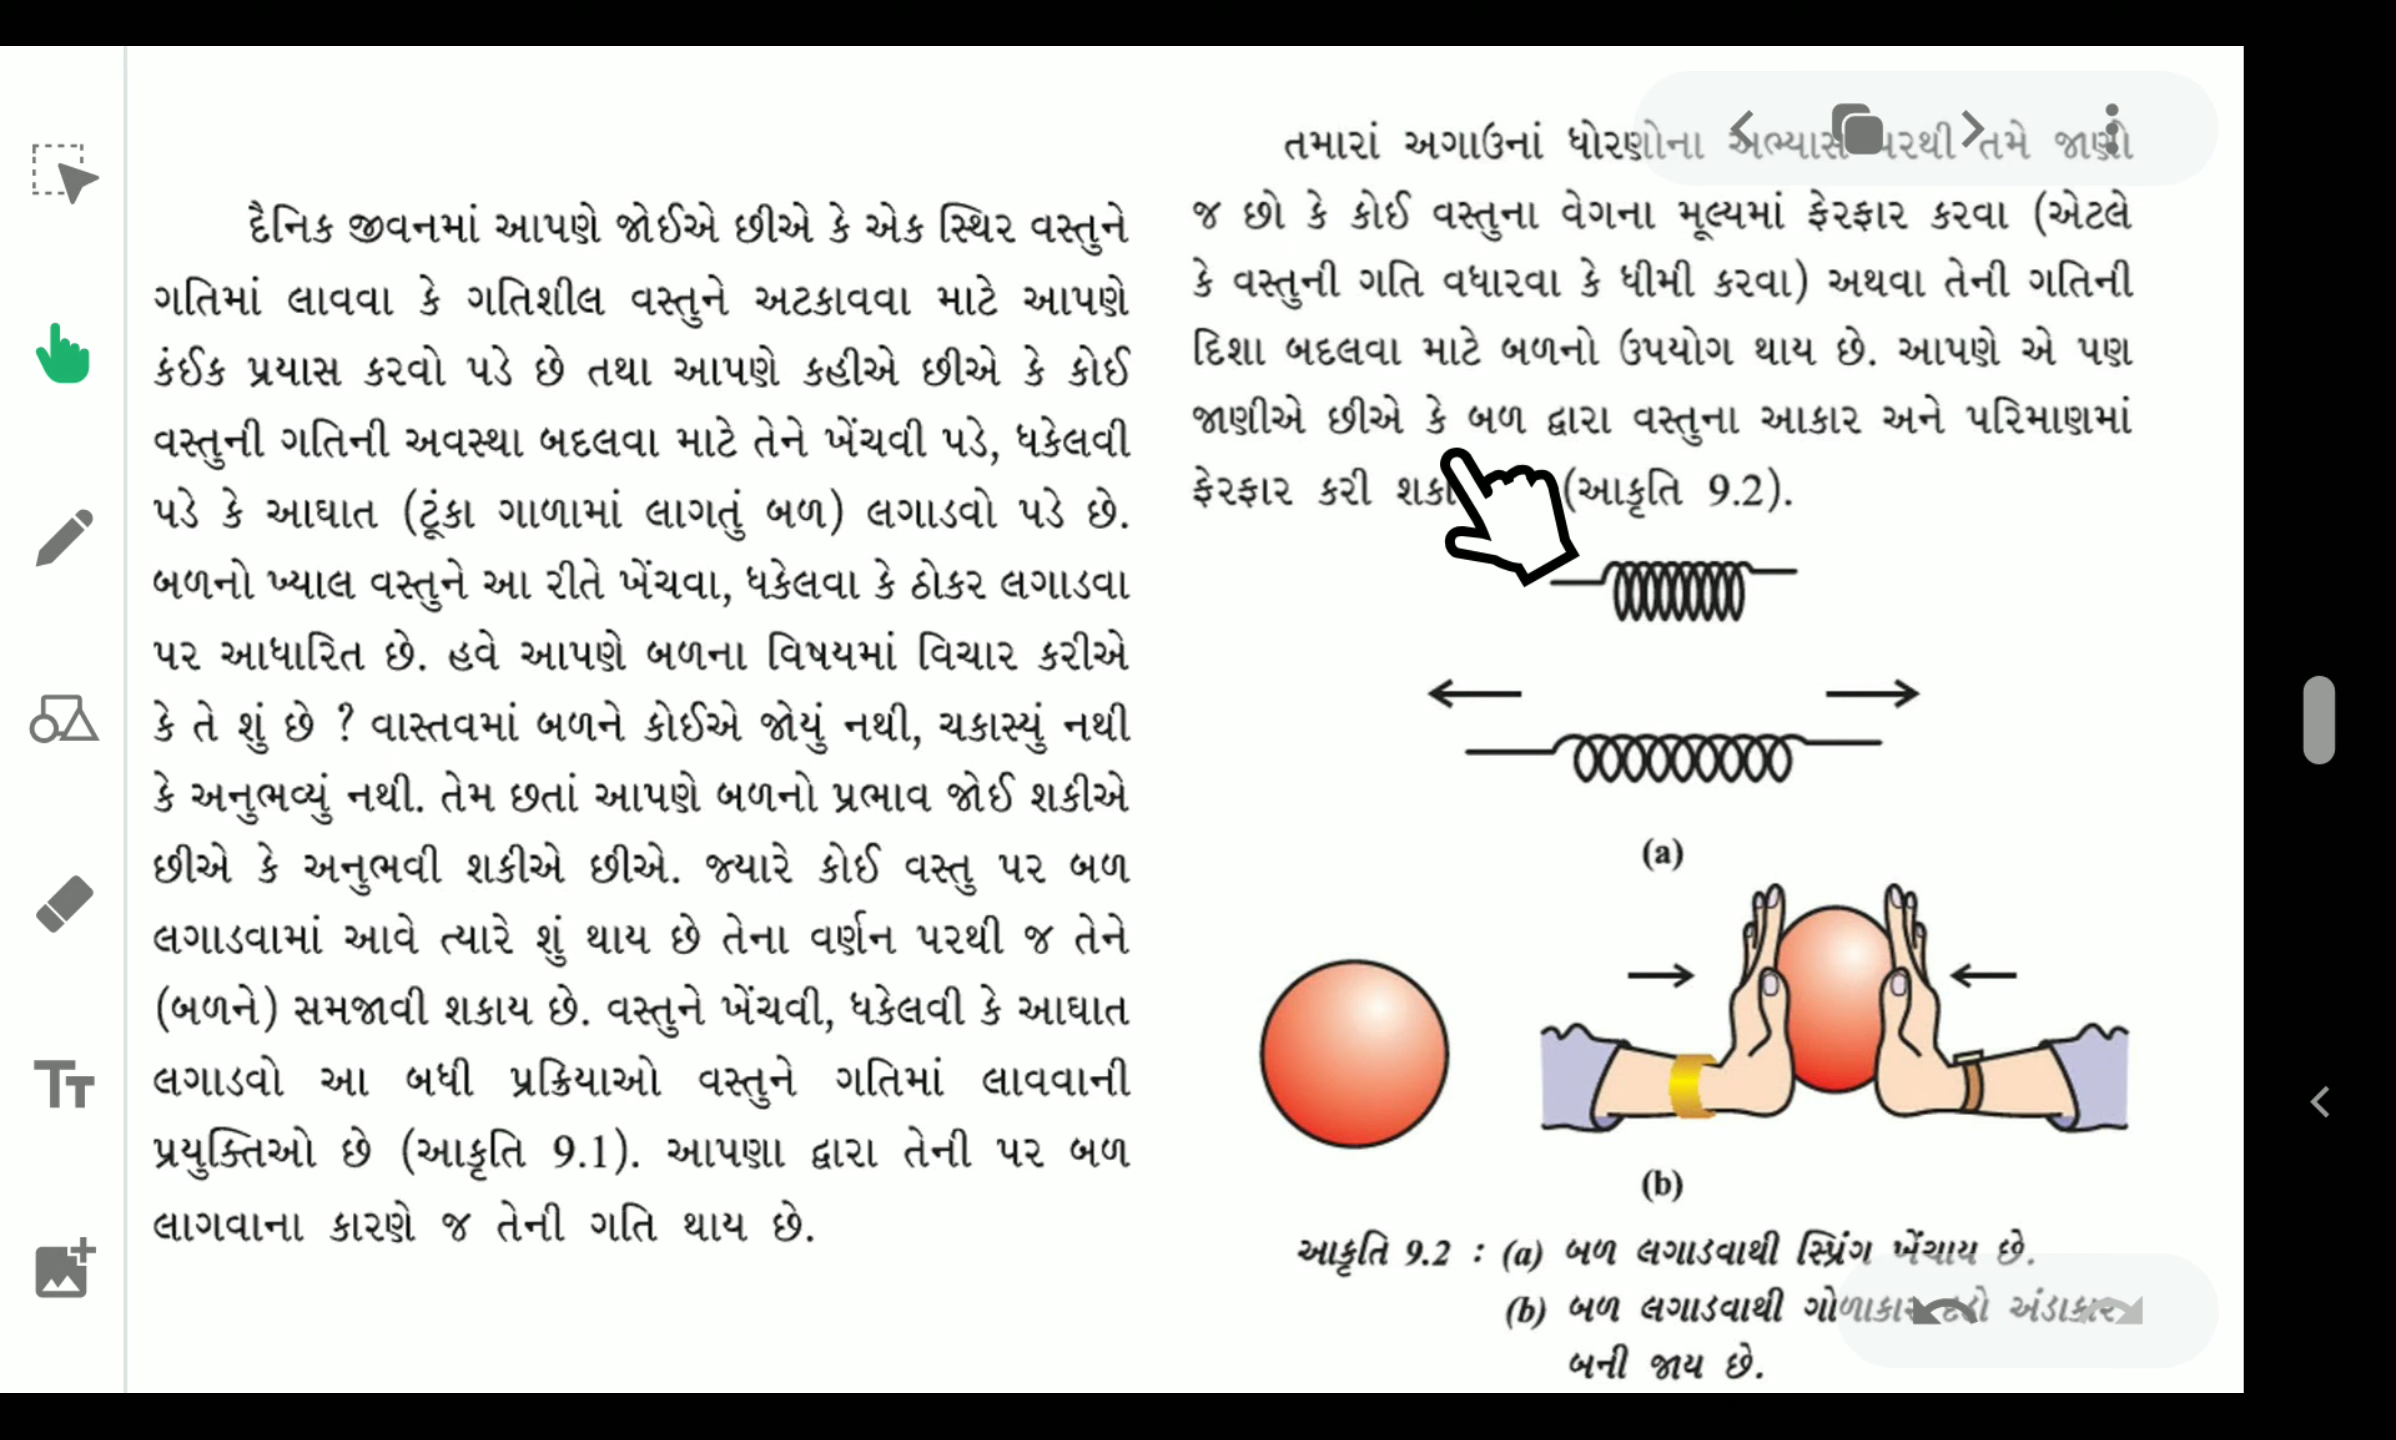 દૈનિક જીવનમાં આપણે જોઈએ છીએ કે એક સ્થિર વસ્તુને
ગતિમાં લાવવા કે ગતિશીલ વસ્તુને અટકાવવા માટે આપણે
કંઈક પ્રયાસ કરવો પડે છે તથા આપણે કહીએ છીએ કે કોઈ
વસ્તુની ગતિની અવસ્થા બદલવા માટે તેને ખેંચવી પડે, ધકેલવી
પડે કે આઘાત (ટૂંકા ગાળામાં લાગતું બળ) લગાડવો પડે છે.
બળનો ખ્યાલ વસ્તુને આ રીતે ખેંચવા, ધકેલવા કે ઠોકર લગાડવા
પર આધારિત છે. હવે આપણે બળના વિષયમાં વિચાર કરીએ
કે તે શું છે ? વાસ્તવમાં બળને કોઈએ જોયું નથી, ચકાસ્યું નથી
કે અનુભવ્યું નથી. તેમ છતાં આપણે બળનો પ્રભાવ જોઈ શકીએ
છીએ કે અનુભવી શકીએ છીએ. જ્યારે કોઈ વસ્તુ પર બળ
લગાડવામાં આવે ત્યારે શું થાય છે તેના વર્ણન પરથી જ તેને
(બળને) સમજાવી શકાય છે. વસ્તુને ખેંચવી, ધકેલવી કે આઘાત
લગાડવો આ બધી પ્રક્રિયાઓ વસ્તુને ગતિમાં લાવવાની
પ્રયુક્તિઓ છે (આકૃતિ 9.1). આપણા દ્વારા તેની પર બળ
લાગવાના કારણે જ તેની ગતિ થાય છે.
તમારાં અગાઉનાં ધોરણોના અભ્યાસ પરથી તમે જાણો
જ છો કે કોઈ વસ્તુના વેગના મૂલ્યમાં ફેરફાર કરવા (એટલે
કે વસ્તુની ગતિ વધારવા કે ધીમી કરવા) અથવા તેની ગતિની
દિશા બદલવા માટે બળનો ઉપયોગ થાય છે. આપણે એ પણ
જાણીએ છીએ કે બળ દ્વારા વસ્તુના આકાર અને પરિમાણમાં
ફેરફાર કરી (આકૃતિ 9.2).
(a)
(b)
આકૃતિ 9.2 : (a) બળ લગાડવાથી સ્પ્રિંગ ખેંચાય છે.
(b) બળ લગાડવાથી ગોળાકાર દડો અંડાકાર
બની જાય છે.
Tт